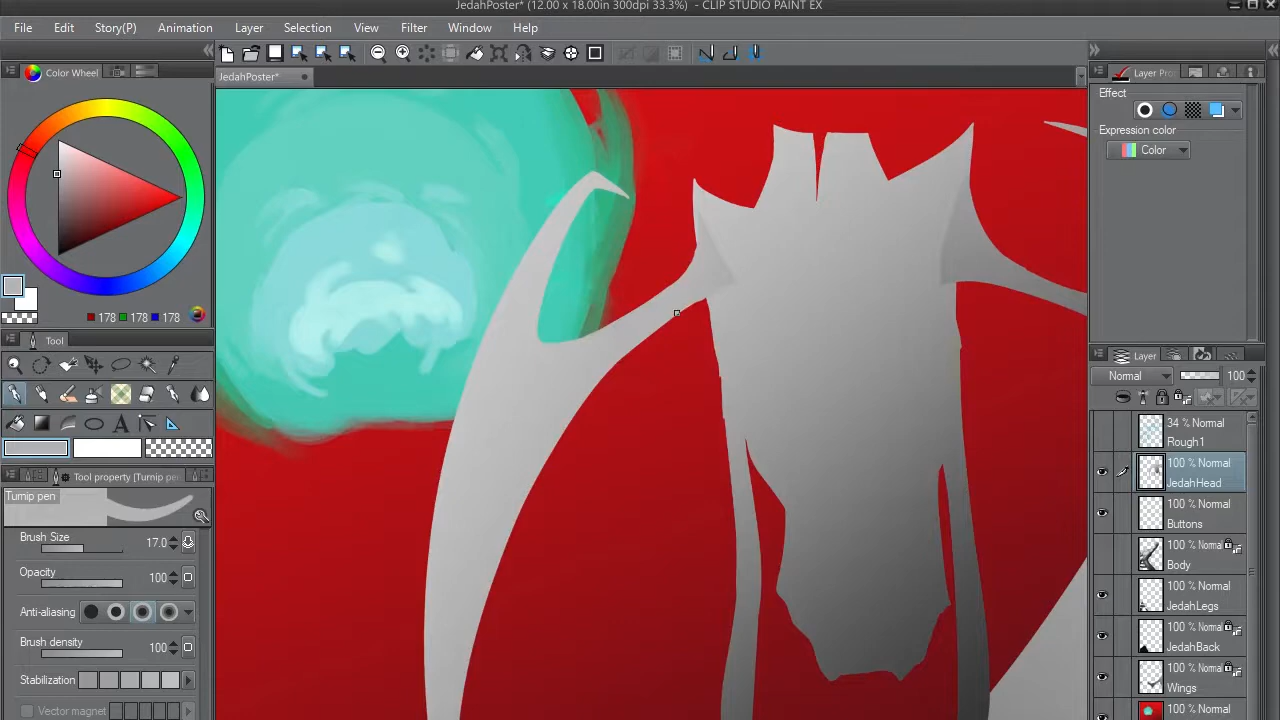 JedahPoster* (12.00 x 18.00in 300dpi 33.3%) - CLIP STUDIO PAINT EX
File Edit Story(P) Animation Layer Selection Filter View Window Help
Color Wheel
JedahPoster*
Layer Pro
Effect
Expression color
Color
178 178 178
Tool
A
Layer
Normal 100
34 % Normal
Rough1
100 % Normal
JedahHead
100 % Normal
Buttons
100 % Normal
Body
100 % Normal
JedahLegs
100 % Normal
JedahBack
100 % Normal
Wings
100 % Normal
Tool property (Turnip pen
Turnip pen
Brush Size 17.0
Opacity 100
Anti-aliasing
Brush density 100
Stabilization
Vector magnet